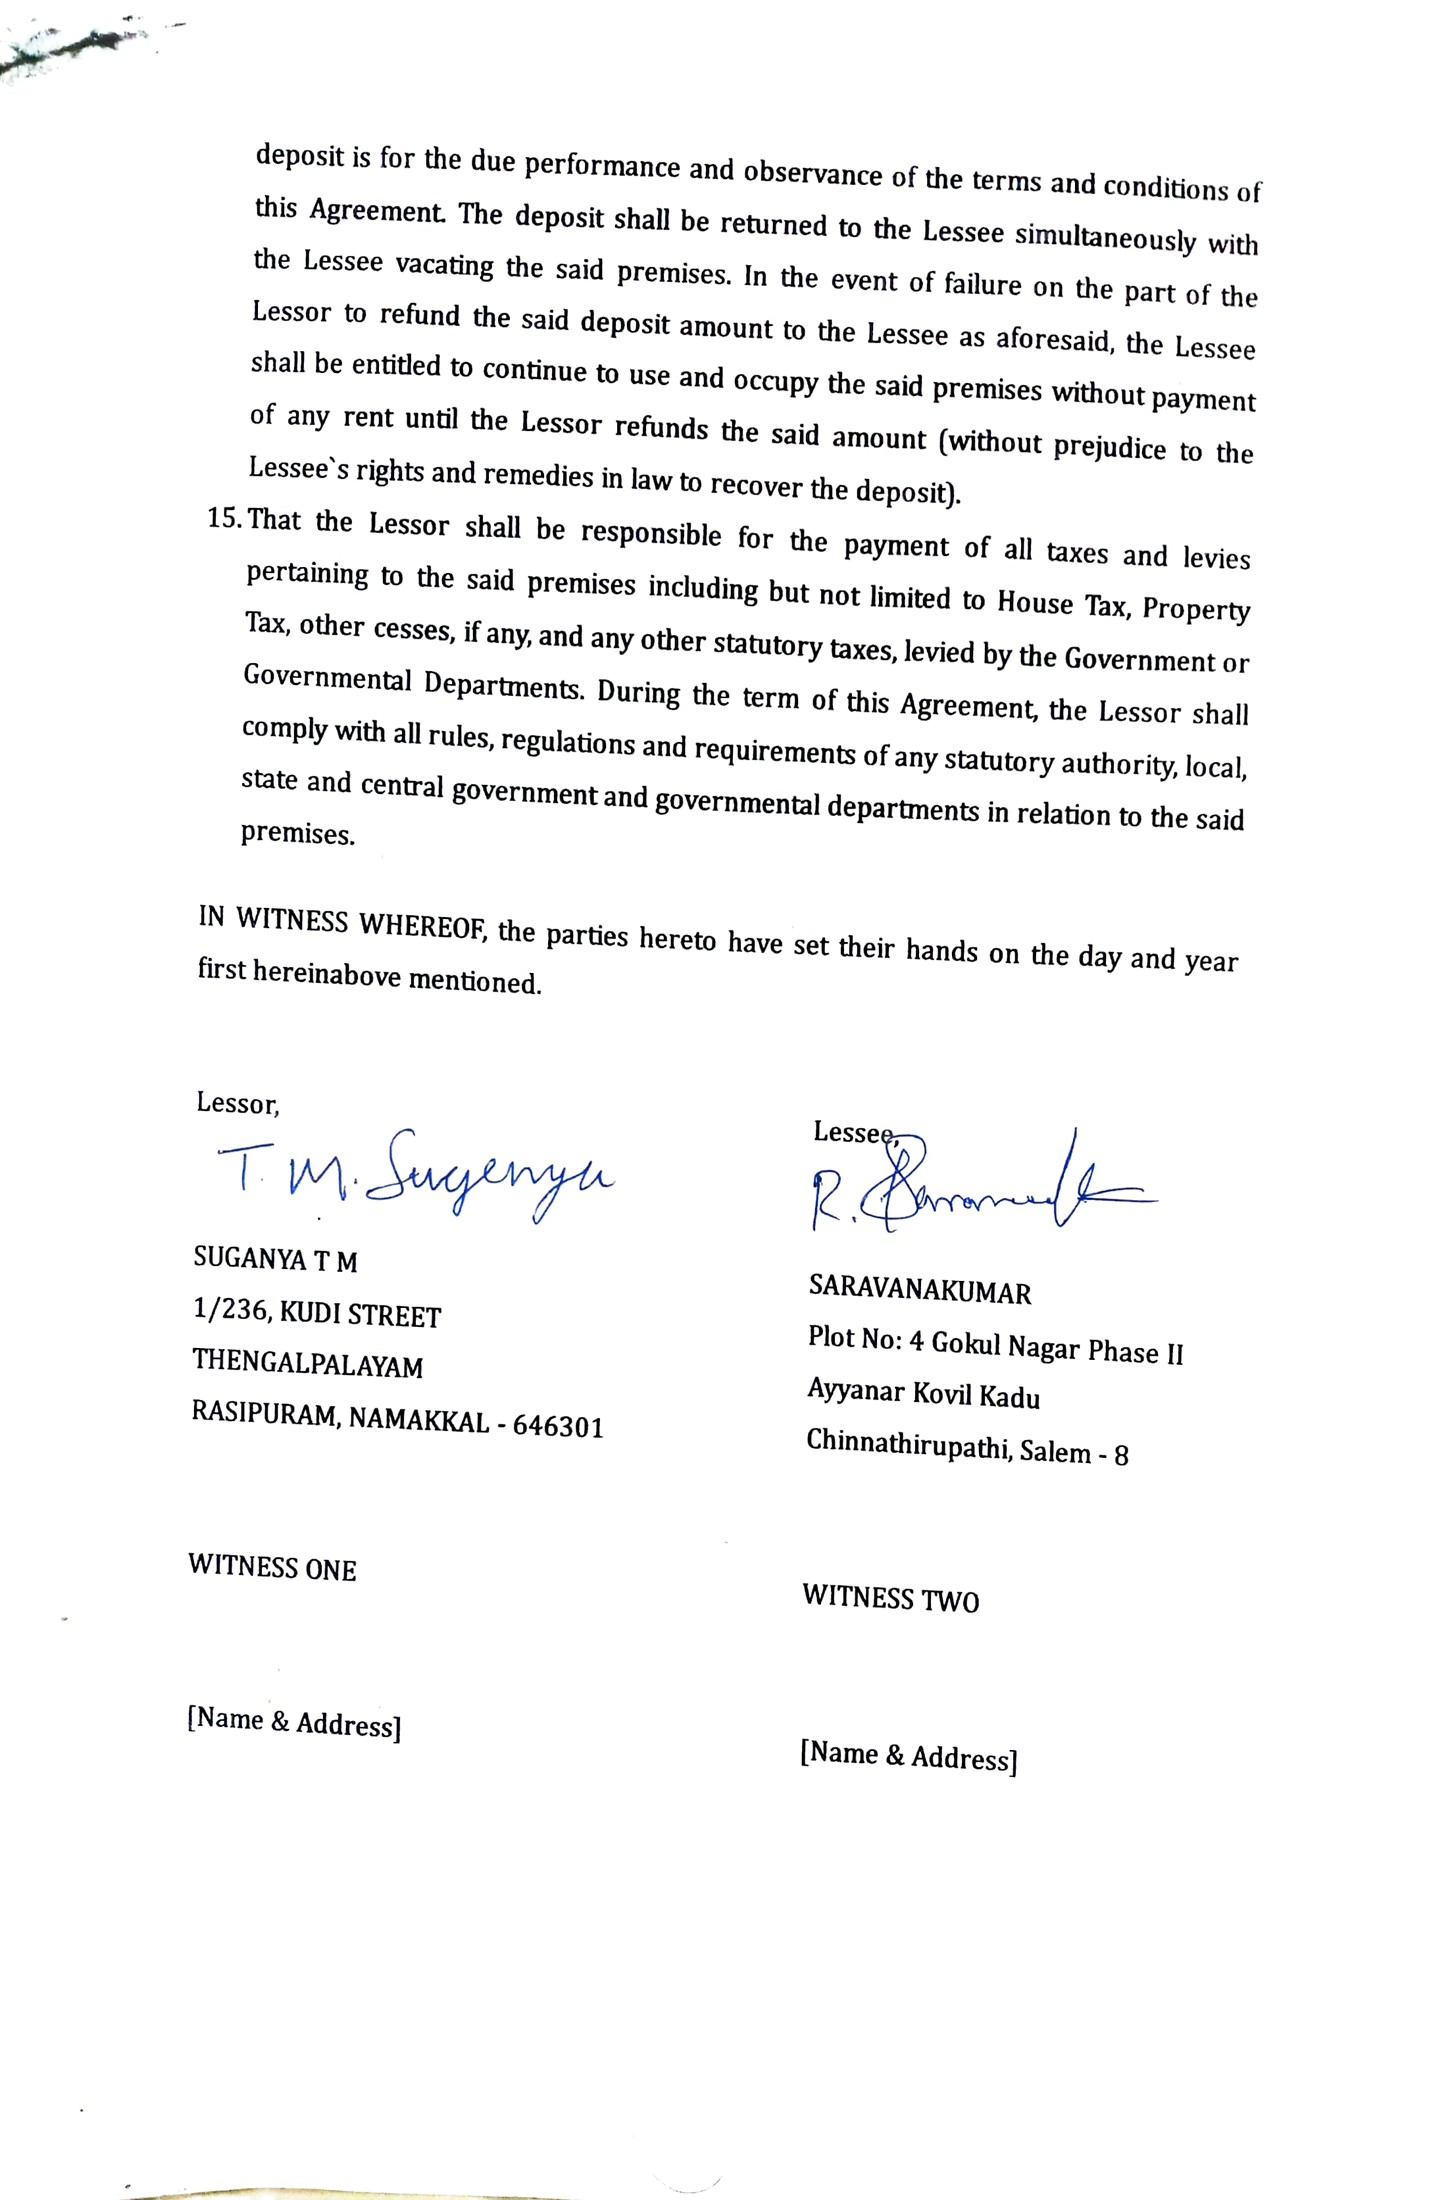 deposit is for the due performance and observance of the terms and conditions of
this Agreement. The deposit shall be returned to the Lessee simultaneously with
the Lessee vacating the said premises. In the event of failure on the part of the
Lessor to refund the said deposit amount to the Lessee as aforesaid, the Lessee
shall be entitled to continue to use and occupy the said premises without payment
of any rent until the Lessor refunds the said amount (without prejudice to the
Lessee`s rights and remedies in law to recover the deposit).
15. That the Lessor shall be responsible for the payment of all taxes and levies
pertaining to the said premises including but not limited to House Tax, Property
Tax, other cesses, if any, and any other statutory taxes, levied by the Government or
Governmental Departments. During the term of this Agreement, the Lessor shall
comply with all rules, regulations and requirements of any statutory authority, local,
state and central government and governmental departments in relation to the said
premises.
IN WITNESS WHEREOF, the parties hereto have set their hands on the day and year
first hereinabove mentioned.
Lessor,
T. M. Sugenya
SUGANYA T M
1/236, KUDI STREET
THENGALPALAYAM
RASIPURAM, NAMAKKAL - 646301
Lessee,
R.
SARAVANAKUMAR
Plot No: 4 Gokul Nagar Phase II
Ayyanar Kovil Kadu
Chinnathirupathi, Salem - 8
WITNESS ONE
[Name & Address]
WITNESS TWO
[Name & Address]